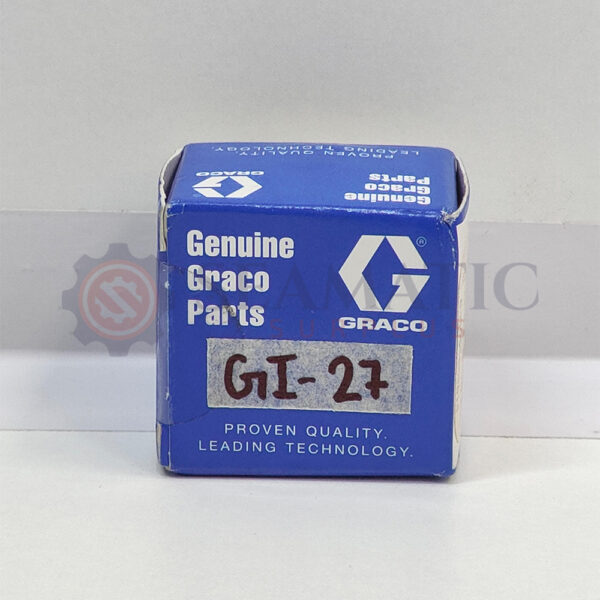 PROVEN QUALITY.
LEADING TECHNOLOGY.
GRACO
Genuine
Graco
Parts
Genuine
Graco
Parts
®
GRACO
GI-27
PROVEN QUALITY.
LEADING TECHNOLOGY.